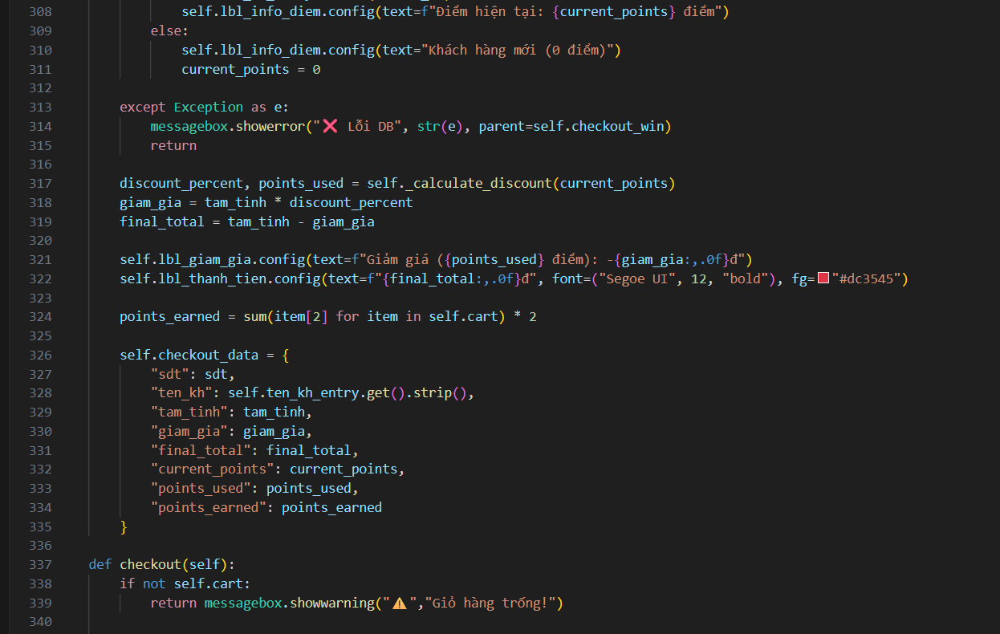 308 self.lbl_info_diem.config(text=f"Điểm hiện tại: {current_points} điểm")
309 else:
310 self.lbl_info_diem.config(text="Khách hàng mới (0 điểm)")
311 current_points = 0
312
313 except Exception as e:
314 messagebox.showerror("❌ Lỗi DB", str(e), parent=self.checkout_win)
315 return
316
317 discount_percent, points_used = self._calculate_discount(current_points)
318 giam_gia = tam_tinh * discount_percent
319 final_total = tam_tinh - giam_gia
320
321 self.lbl_giam_gia.config(text=f"Giảm giá ({points_used} điểm): -{giam_gia:,.0f}đ")
322 self.lbl_thanh_tien.config(text=f"{final_total:,.0f}đ", font=("Segoe UI", 12, "bold"), fg="#dc3545")
323
324 points_earned = sum(item[2] for item in self.cart) * 2
325
326 self.checkout_data = {
327 "sdt": sdt,
328 "ten_kh": self.ten_kh_entry.get().strip(),
329 "tam_tinh": tam_tinh,
330 "giam_gia": giam_gia,
331 "final_total": final_total,
332 "current_points": current_points,
333 "points_used": points_used,
334 "points_earned": points_earned
335 }
336
337 def checkout(self):
338 if not self.cart:
339 return messagebox.showwarning("⚠️","Giỏ hàng trống!")
340